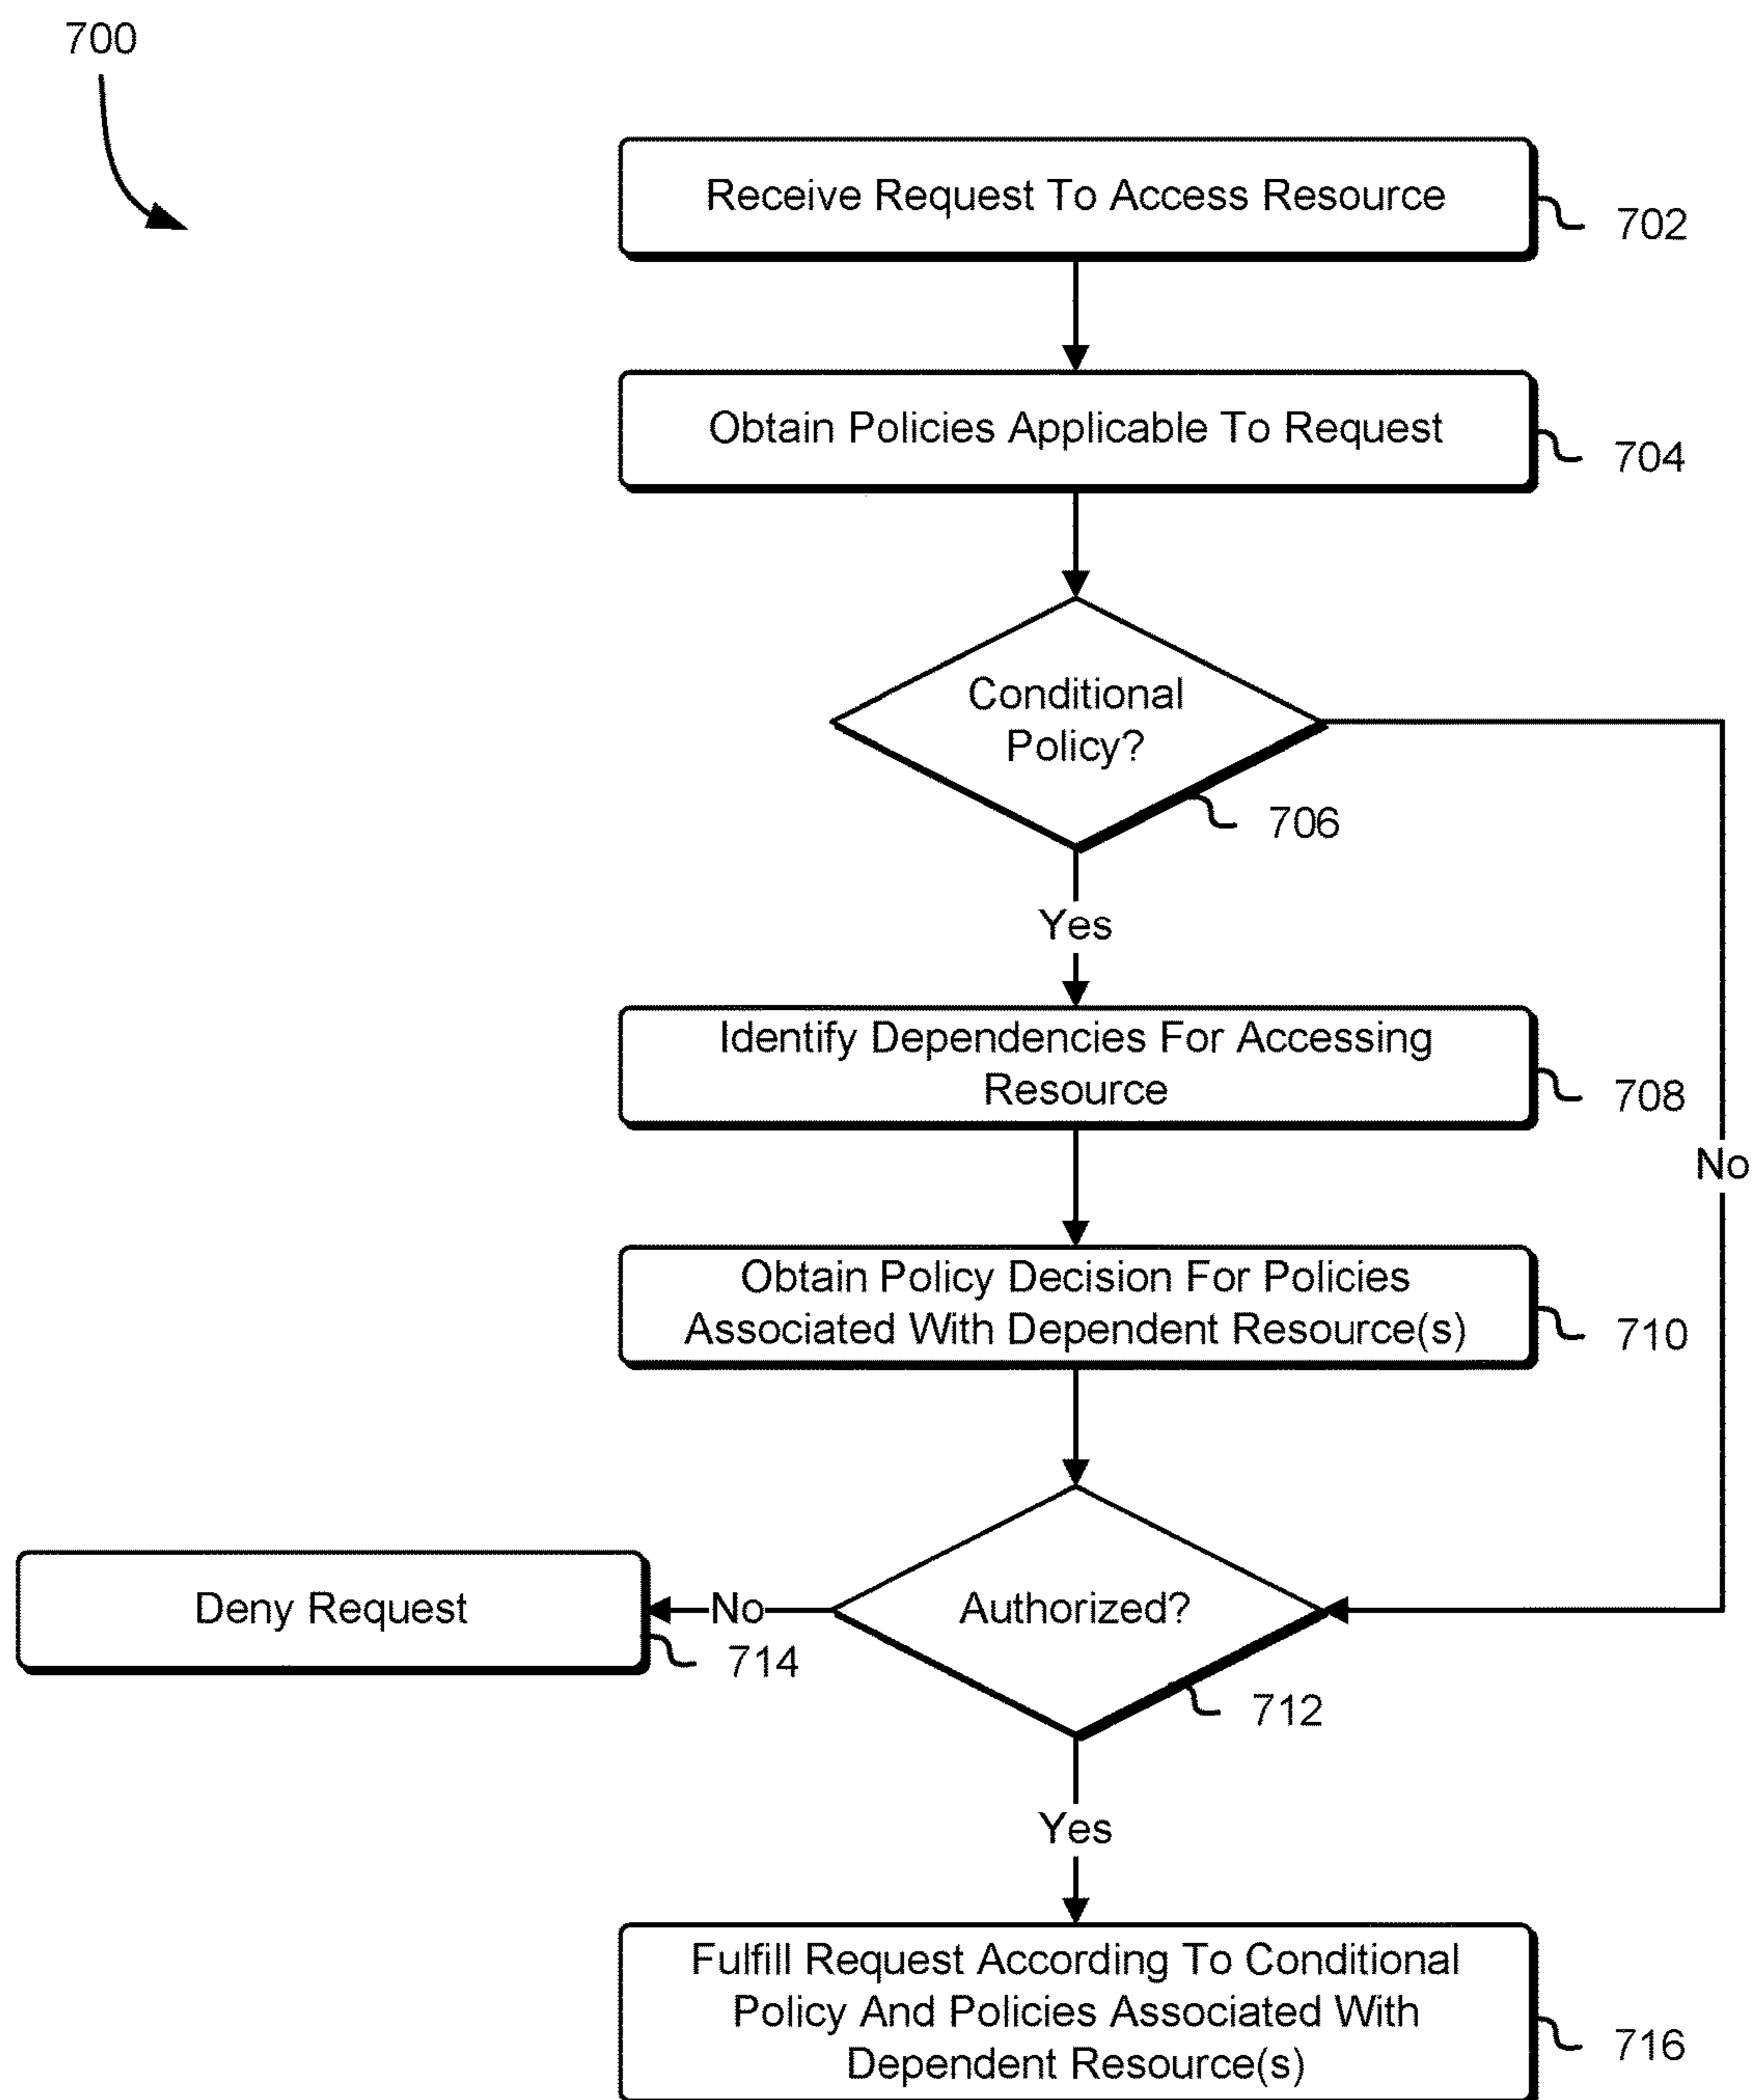 700
Receive Request To Access Resource
702
Obtain Policies Applicable To Request
704
Conditional
Policy?
706
Yes
Identify Dependencies For Accessing
Resource
708
No
Obtain Policy Decision For Policies
Associated With Dependent Resource(s)
710
Authorized?
712
No
Deny Request
714
Yes
Fulfill Request According To Conditional
Policy And Policies Associated With
Dependent Resource(s)
716